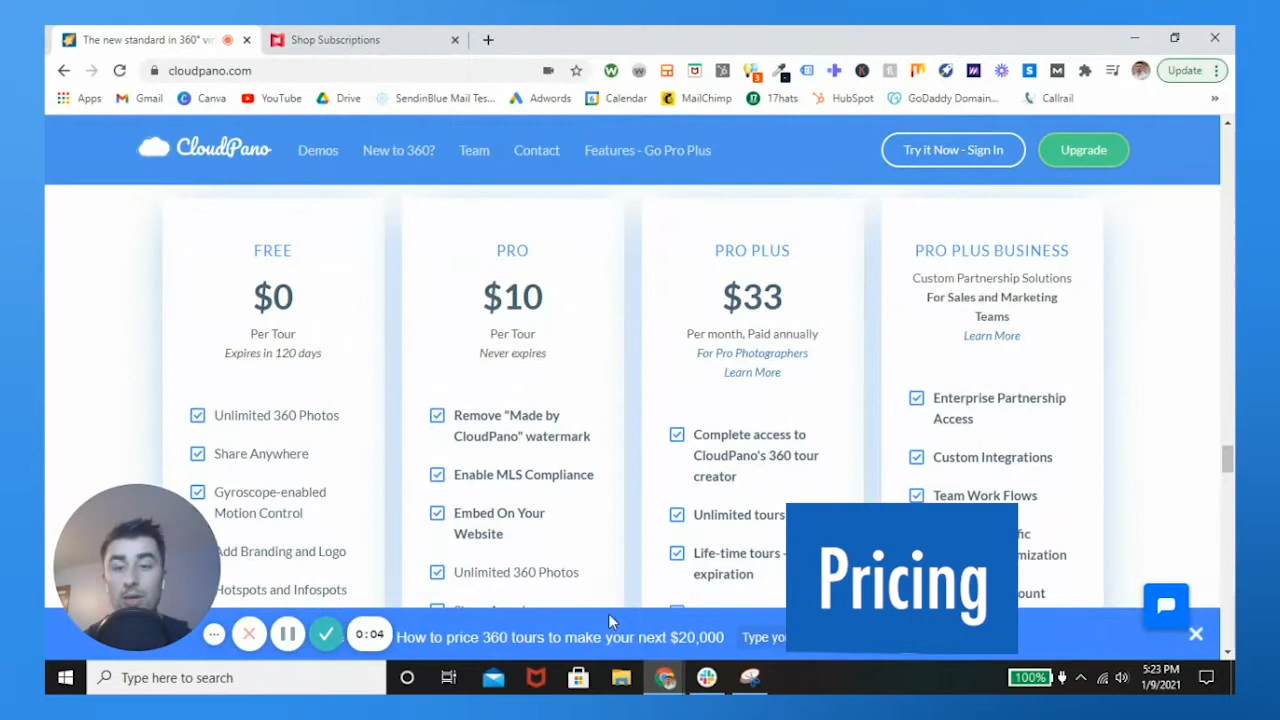 The new standard in 360° vi
Shop Subscriptions
cloudpano.com
Update
Apps
Gmail
Canva
YouTube
Drive
SendinBlue Mail Tes...
Adwords
Calendar
MailChimp
17hats
HubSpot
GoDaddy Domain...
Callrail
CloudPano
Demos
New to 360?
Team
Contact
Features - Go Pro Plus
Try it Now - Sign In
Upgrade
FREE
$0
Per Tour
Expires in 120 days
Unlimited 360 Photos
Share Anywhere
Gyroscope-enabled
Motion Control
Add Branding and Logo
Hotspots and Infospots
PRO
$10
Per Tour
Never expires
Remove "Made by
CloudPano" watermark
Enable MLS Compliance
Embed On Your
Website
Unlimited 360 Photos
PRO PLUS
$33
Per month, Paid annually
For Pro Photographers
Learn More
Complete access to
CloudPano's 360 tour
creator
Unlimited tours
Life-time tours -
expiration
PRO PLUS BUSINESS
Custom Partnership Solutions
For Sales and Marketing
Teams
Learn More
Enterprise Partnership
Access
Custom Integrations
Team Work Flows
fic
mization
ount
Pricing
0:04
How to price 360 tours to make your next $20,000
Type yo
Type here to search
100%
5:23 PM
1/9/2021